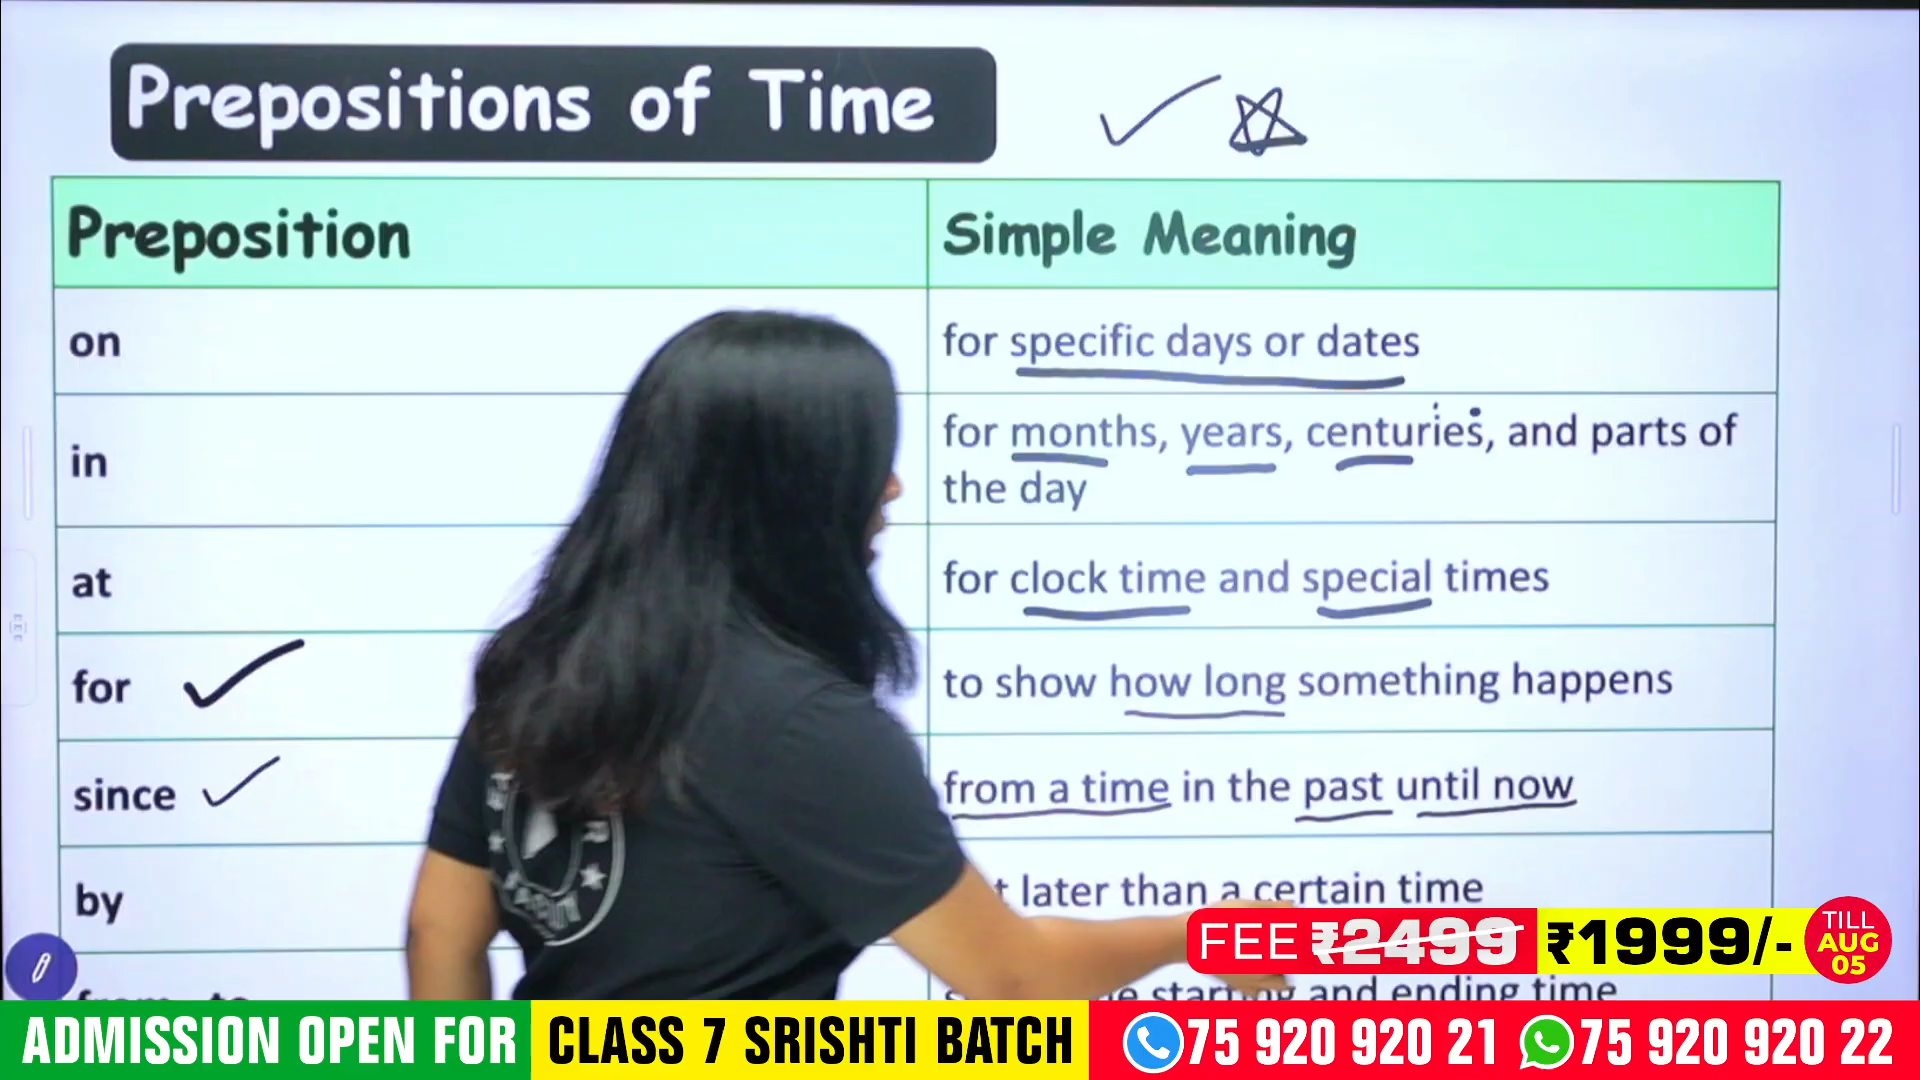 Prepositions of Time
Preposition
Simple Meaning
on
for specific days or dates
in
for months, years, centuries, and parts of
the day
at
for clock time and special times
for
to show how long something happens
since
from a time in the past until now
by
later than a certain time
starting and ending time
FEE ₹2499 ₹1999/-
TILL
AUG
05
ADMISSION OPEN FOR CLASS 7 SRISHTI BATCH 75 920 920 21 75 920 920 22